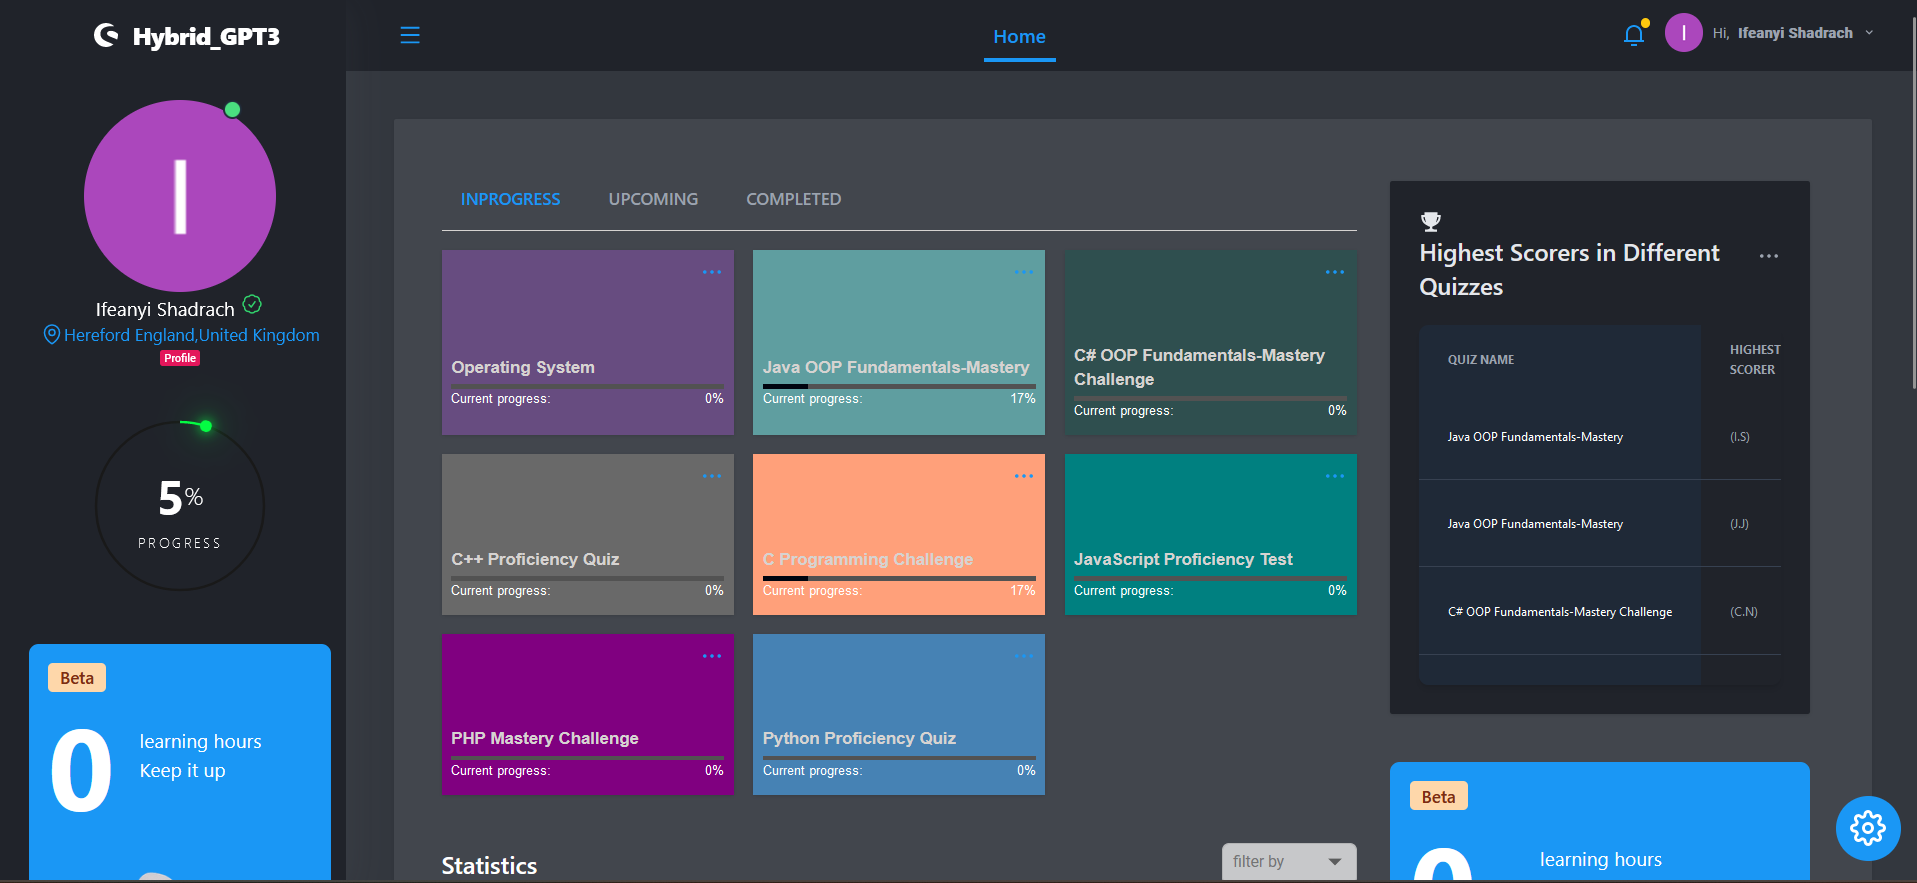 Hybrid_GPT3
Home
I
Hi, Ifeanyi Shadrach
I
Ifeanyi Shadrach
Hereford England,United Kingdom
Profile
5%
PROGRESS
Beta
0
learning hours
Keep it up
INPROGRESS
UPCOMING
COMPLETED
Operating System
Current progress: 0%
Java OOP Fundamentals-Mastery
Current progress: 17%
C# OOP Fundamentals-Mastery
Challenge
Current progress: 0%
C++ Proficiency Quiz
Current progress: 0%
C Programming Challenge
Current progress: 17%
JavaScript Proficiency Test
Current progress: 0%
PHP Mastery Challenge
Current progress: 0%
Python Proficiency Quiz
Current progress: 0%
Statistics
filter by
Highest Scorers in Different
Quizzes
QUIZ NAME
HIGHEST
SCORER
Java OOP Fundamentals-Mastery (I.S)
Java OOP Fundamentals-Mastery (J.J)
C# OOP Fundamentals-Mastery Challenge (C.N)
Beta
learning hours